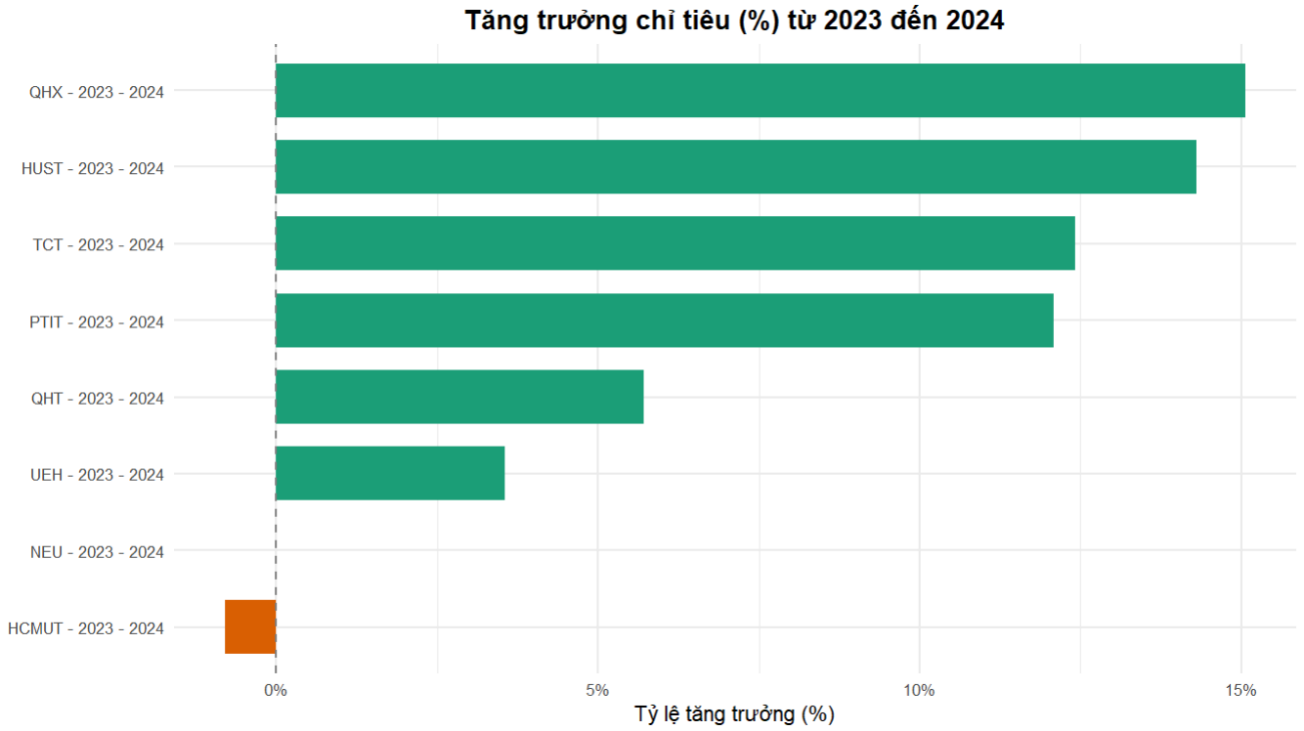 Tăng trưởng chỉ tiêu (%) từ 2023 đến 2024
QHX - 2023 - 2024
HUST - 2023 - 2024
TCT - 2023 - 2024
PTIT - 2023 - 2024
QHT - 2023 - 2024
UEH - 2023 - 2024
NEU - 2023 - 2024
HCMUT - 2023 - 2024
0% 5% 10% 15%
Tỷ lệ tăng trưởng (%)